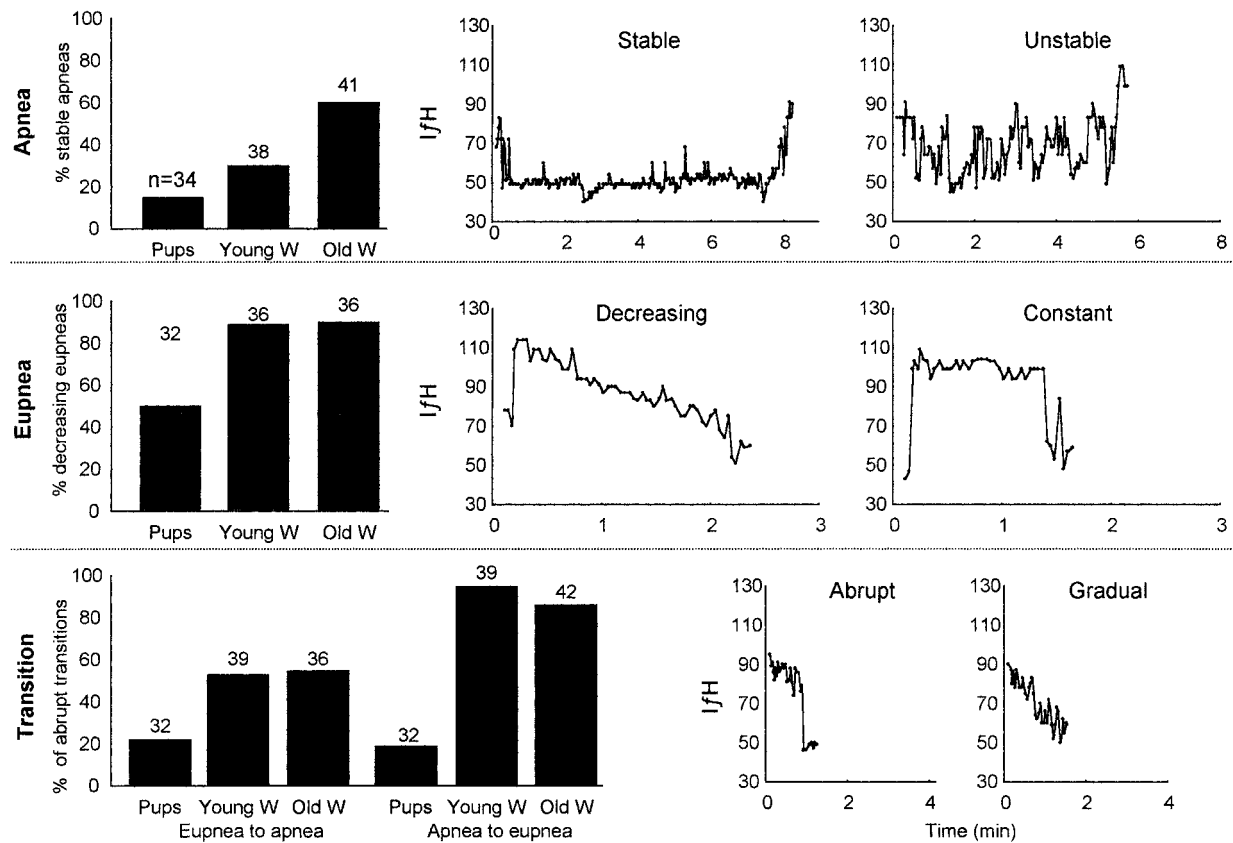 Apnea
% stable apneas
100
80
60
40
20
0
n=34
38
41
Pups Young W Old W
Stable
IfH
130
110
90
70
50
30
0 2 4 6 8
Unstable
130
110
90
70
50
30
0 2 4 6 8
Eupnea
% decreasing eupneas
100
80
60
40
20
0
32
36
36
Pups Young W Old W
Decreasing
IfH
130
110
90
70
50
30
0 1 2 3
Constant
130
110
90
70
50
30
0 1 2 3
Transition
% of abrupt transitions
100
80
60
40
20
0
32
39
36
32
39
42
Pups Young W Old W Pups Young W Old W
Eupnea to apnea Apnea to eupnea
Abrupt
IfH
130
110
90
70
50
30
0 2 4
Gradual
130
110
90
70
50
30
0 2 4
Time (min)